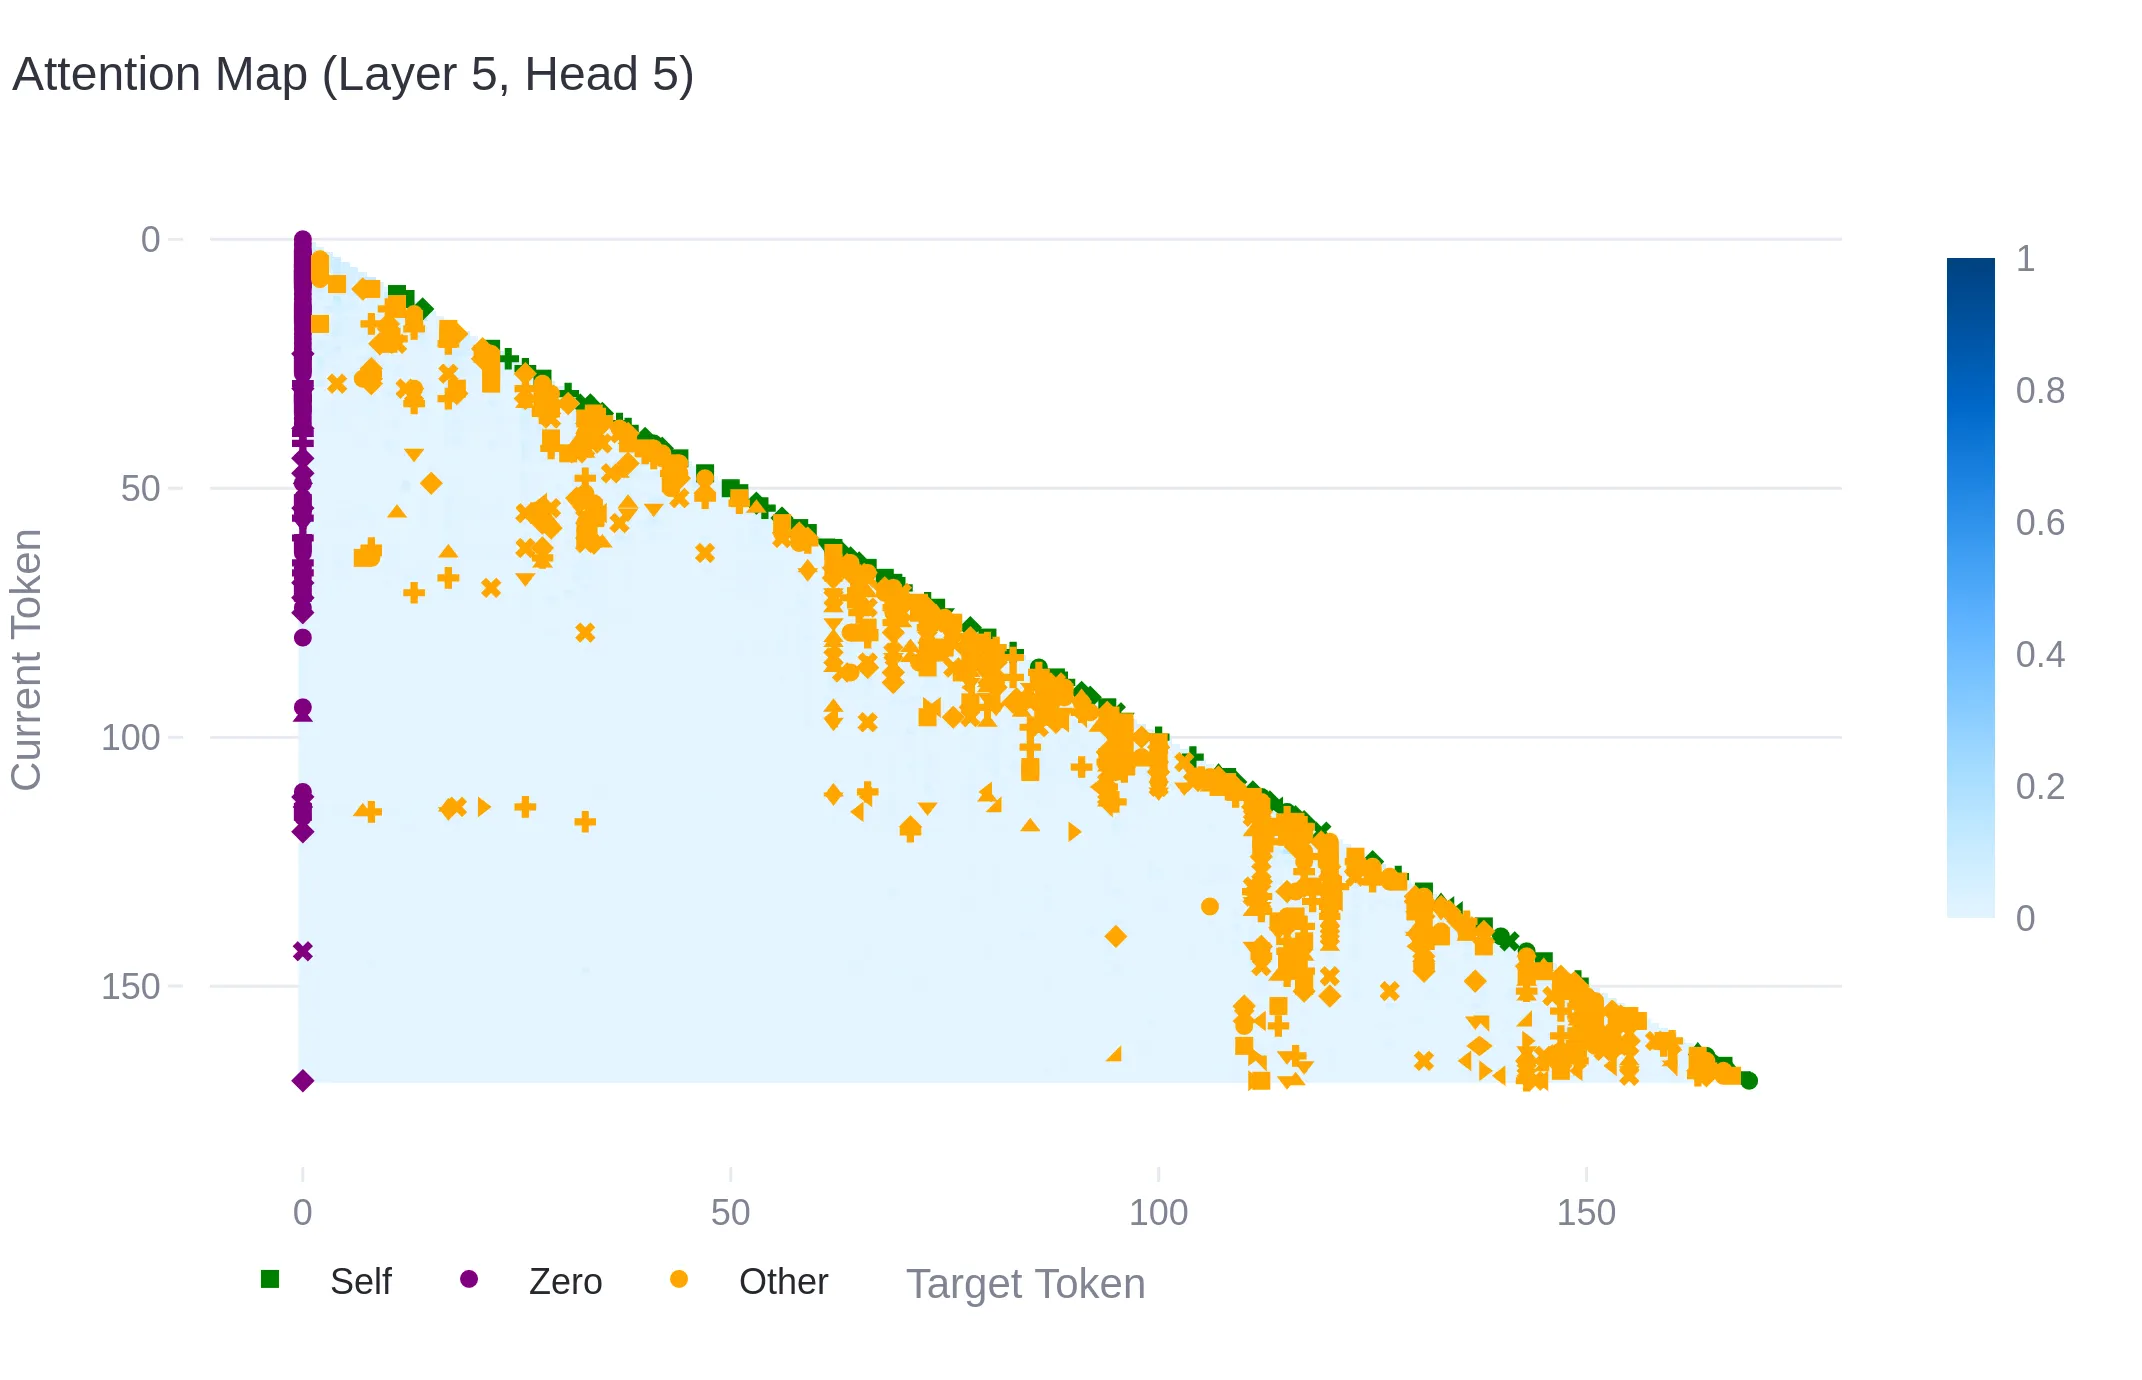 Attention Map (Layer 5, Head 5)
0
50
100
150
Current Token
1
0.8
0.6
0.4
0.2
0
0 50 100 150
Self Zero Other Target Token